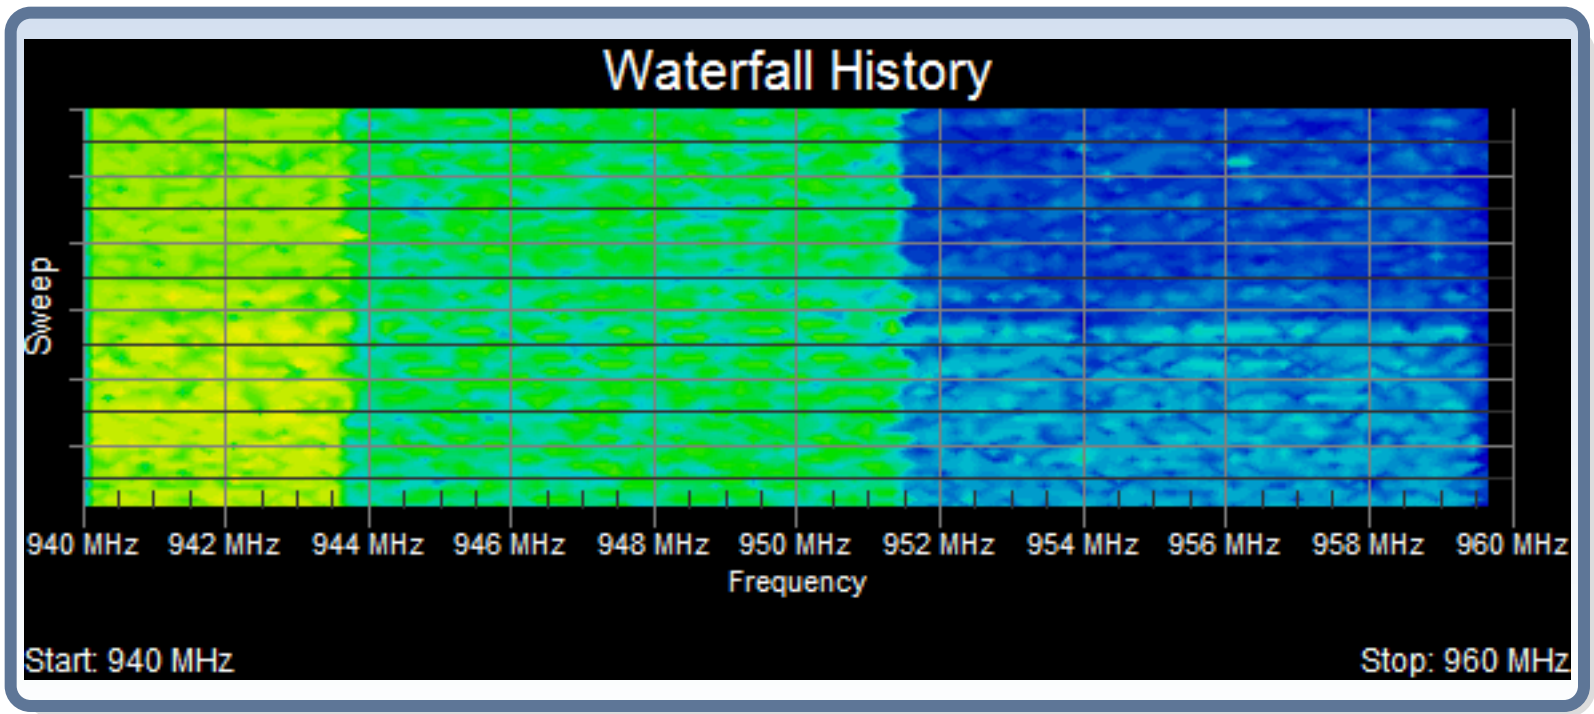 Waterfall History
Sweep
940 MHz 942 MHz 944 MHz 946 MHz 948 MHz 950 MHz 952 MHz 954 MHz 956 MHz 958 MHz 960 MHz
Frequency
Start: 940 MHz Stop: 960 MHz